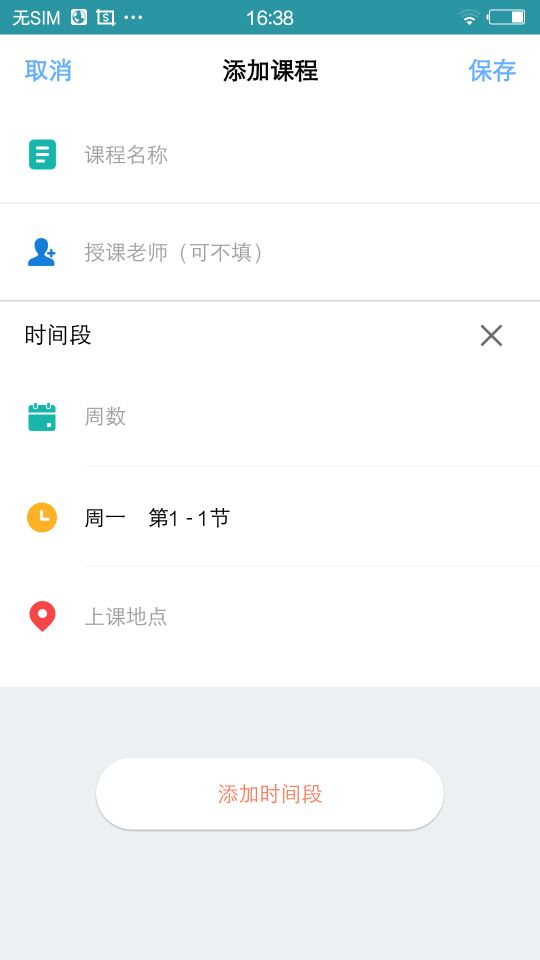 无SIM 16:38
取消 添加课程 保存
课程名称
授课老师（可不填）
时间段
周数
周一 第1 - 1节
上课地点
添加时间段